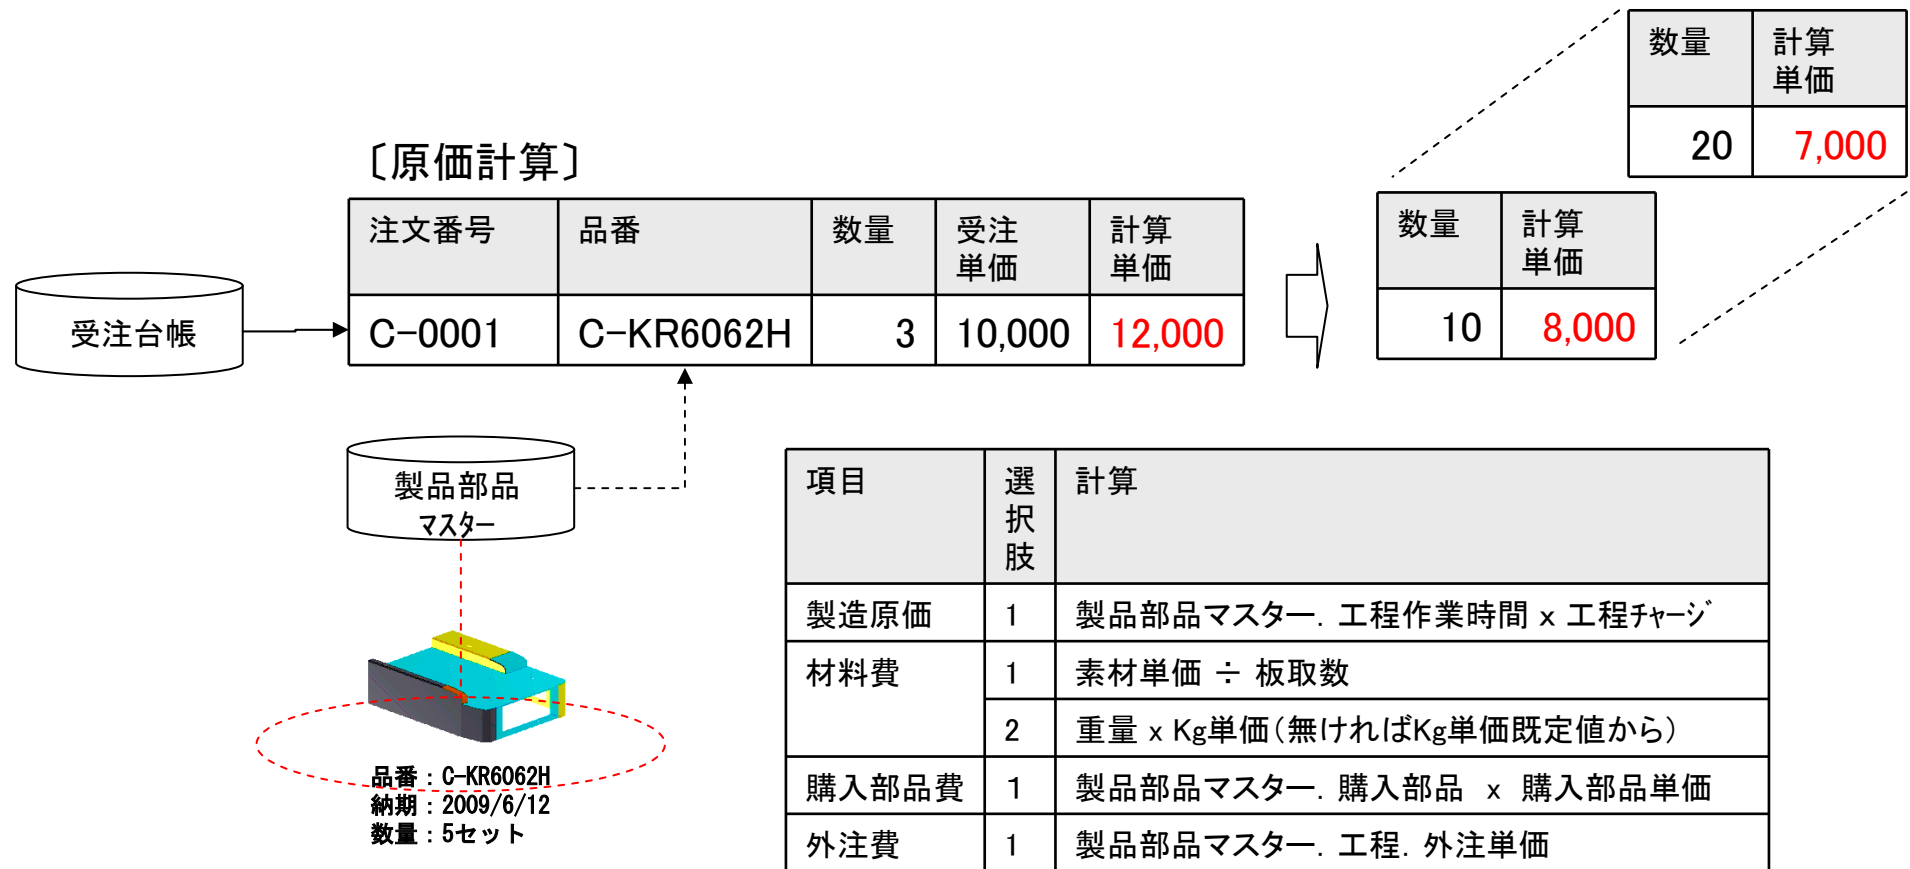 数量 計算単価
20 7,000
〔原価計算〕
注文番号 品番 数量 受注単価 計算単価
C-0001 C-KR6062H 3 10,000 12,000
数量 計算単価
10 8,000
受注台帳
製品部品
マスター
項目 選択肢 計算
製造原価 1 製品部品マスター．工程作業時間 x 工程チャージ
材料費 1 素材単価 ÷ 板取数
2 重量 x Kg単価（無ければKg単価既定値から）
購入部品費 1 製品部品マスター．購入部品 x 購入部品単価
外注費 1 製品部品マスター．工程．外注単価
品番：C-KR6062H
納期：2009/6/12
数量：5セット